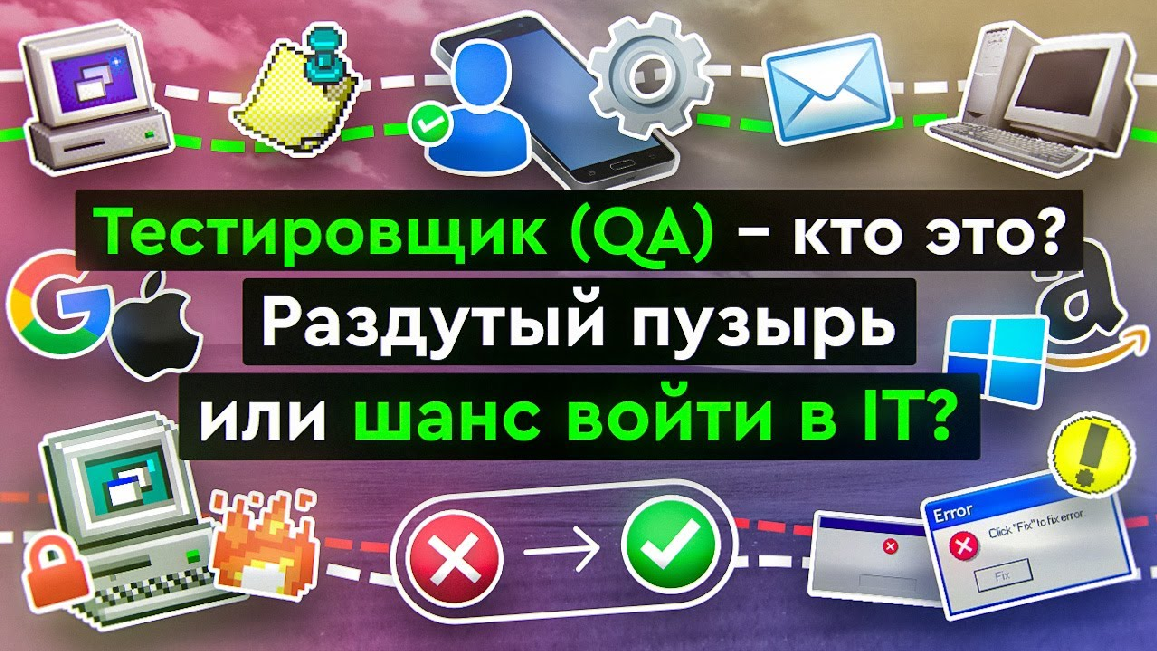 Тестировщик (QA) – кто это?
Раздутый пузырь
или шанс войти в IT?
Error
Click "Fix" to fix error
Fix